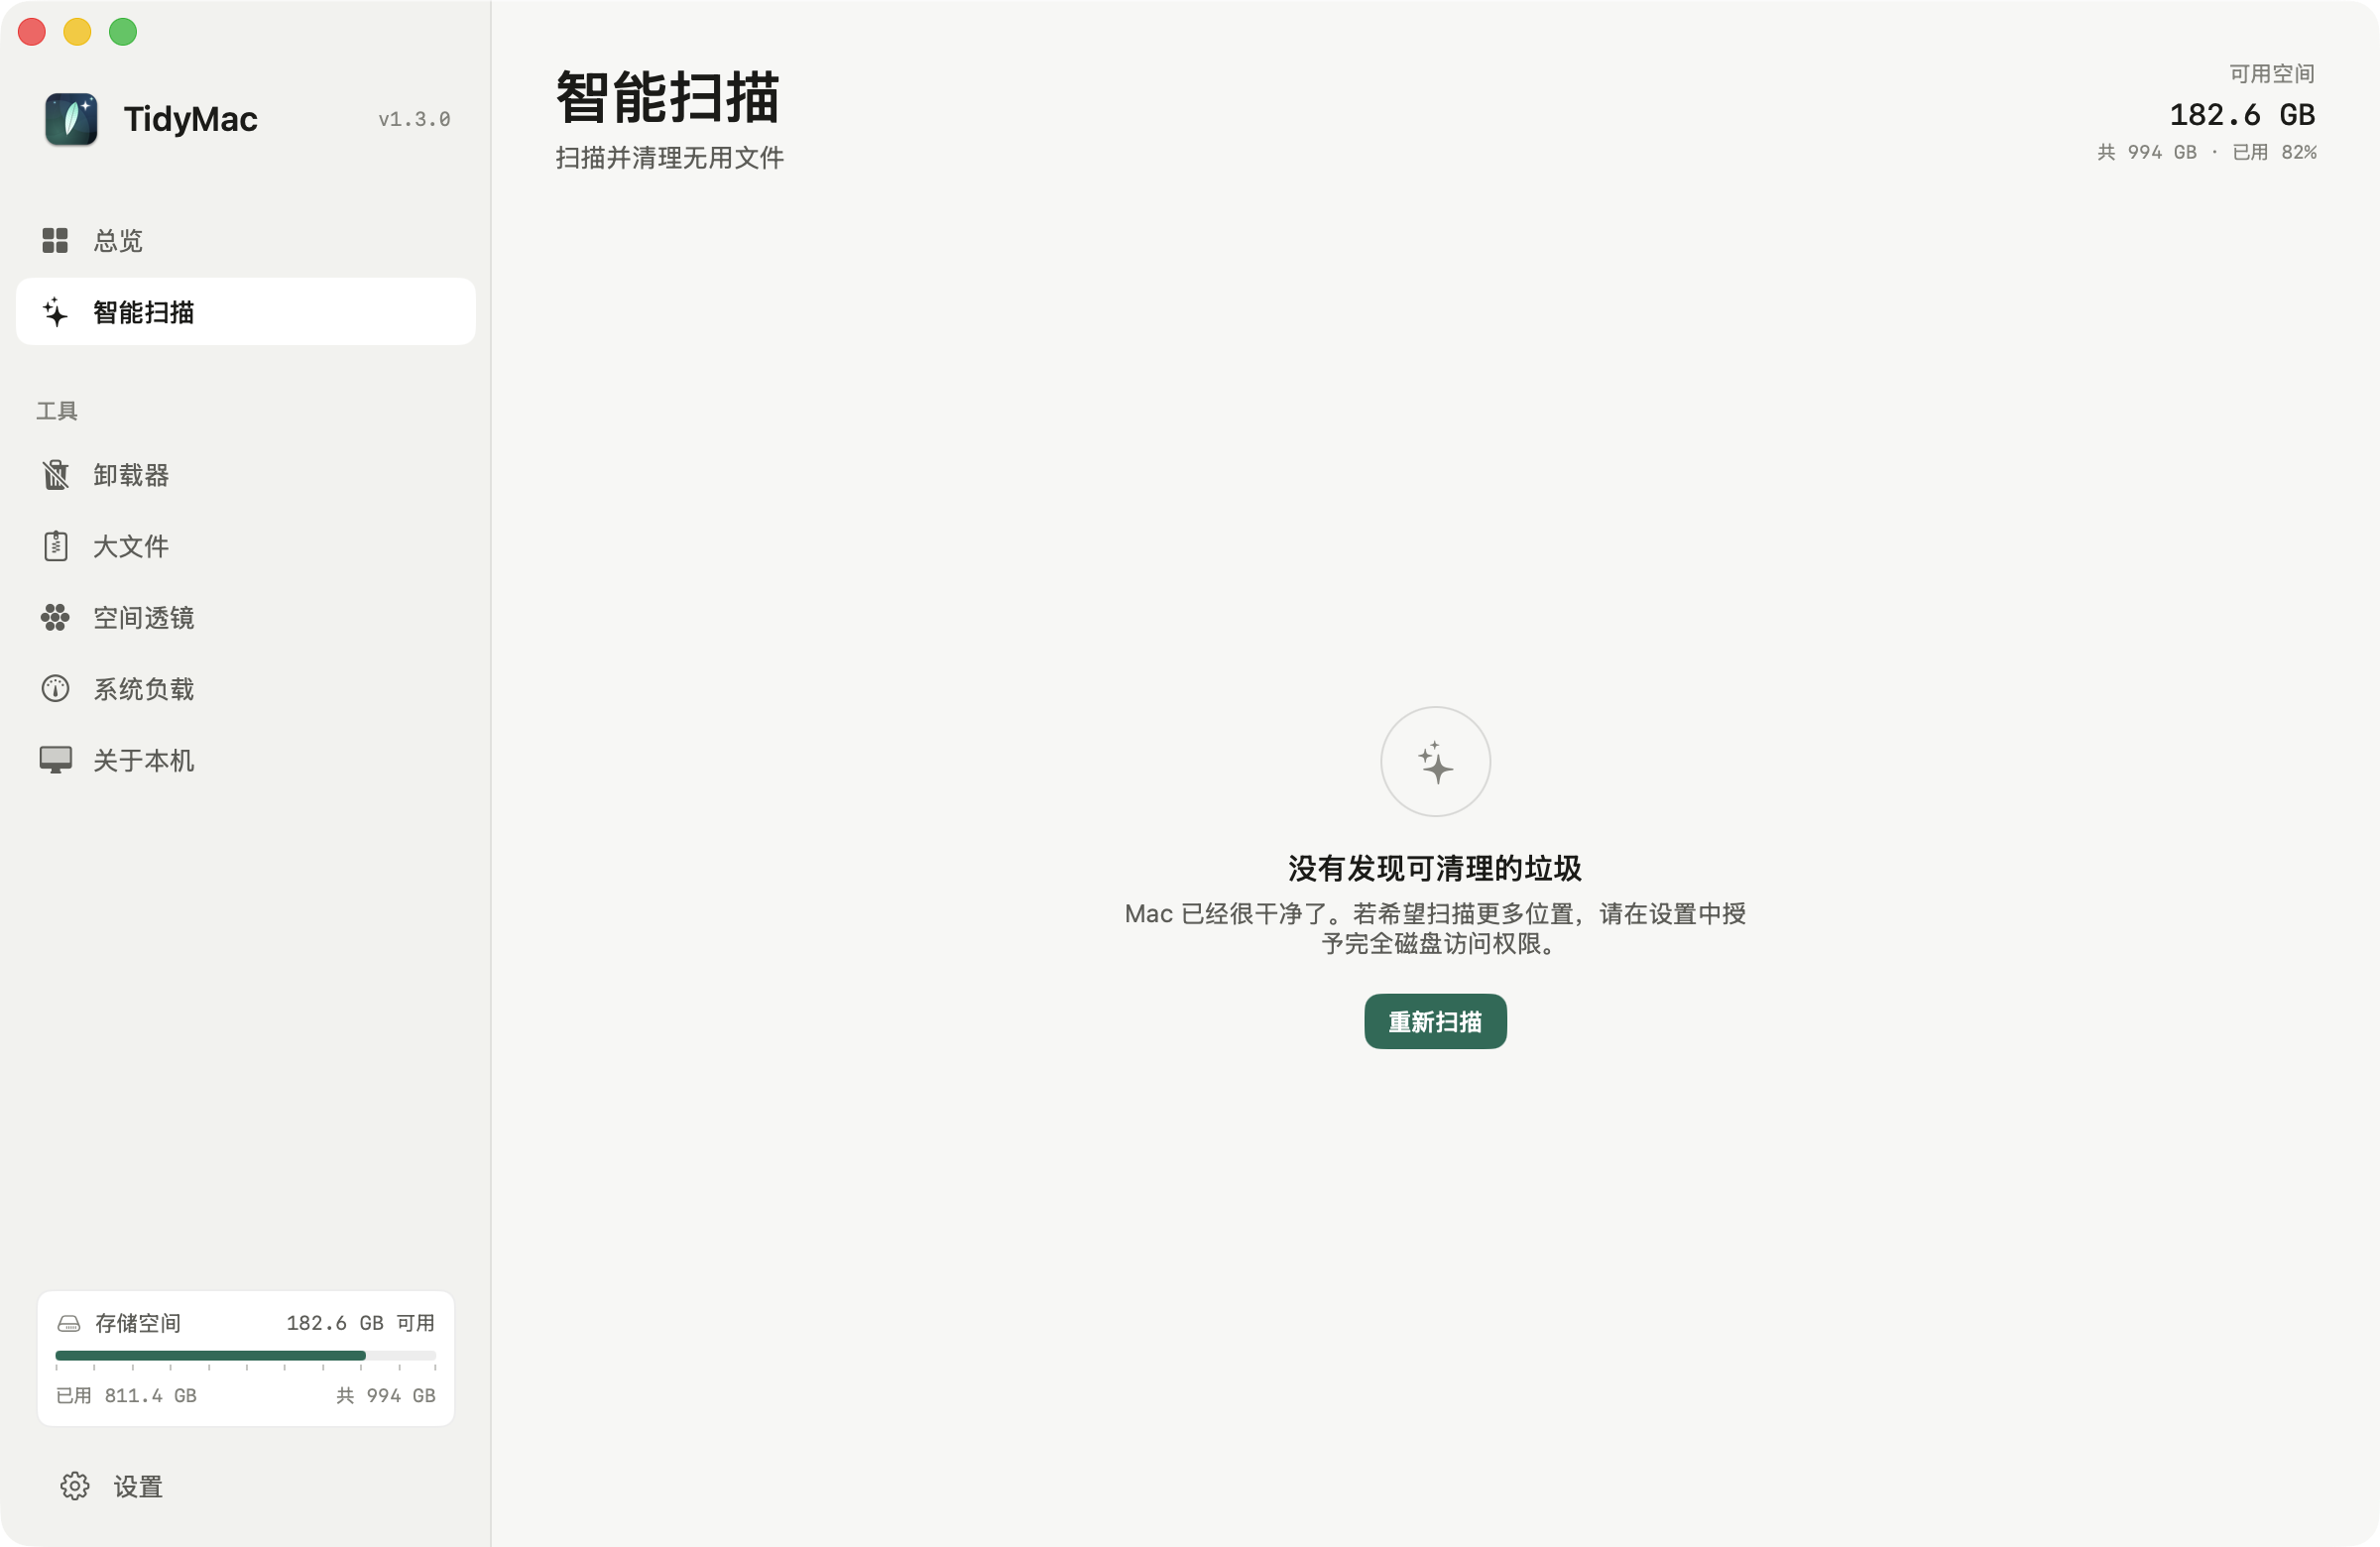 TidyMac
v1.3.0
总览
智能扫描
工具
卸载器
大文件
空间透镜
系统负载
关于本机
存储空间
182.6 GB 可用
已用 811.4 GB
共 994 GB
设置
智能扫描
扫描并清理无用文件
可用空间
182.6 GB
共 994 GB · 已用 82%
没有发现可清理的垃圾
Mac 已经很干净了。若希望扫描更多位置，请在设置中授
予完全磁盘访问权限。
重新扫描